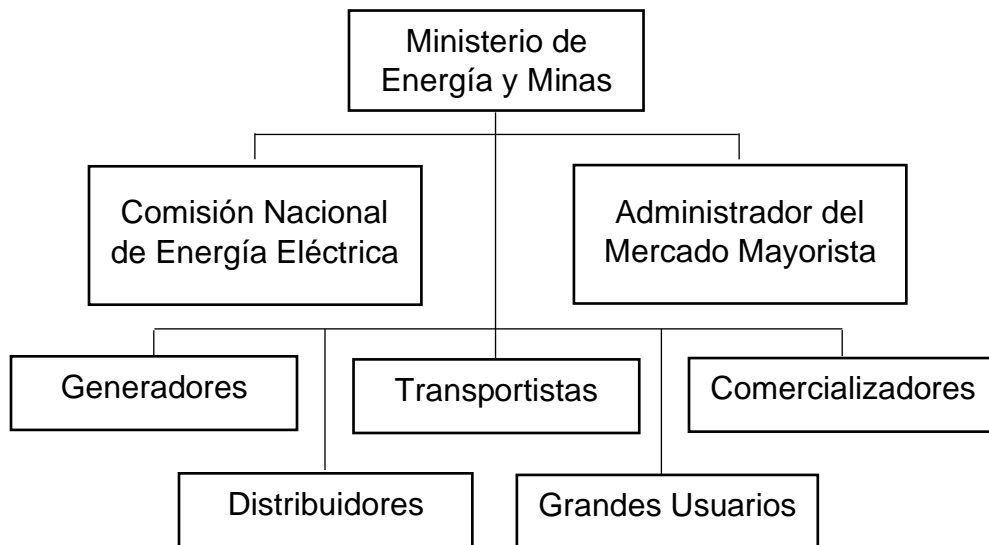 Ministerio de
Energía y Minas
Comisión Nacional
de Energía Eléctrica
Administrador del
Mercado Mayorista
Generadores
Transportistas
Comercializadores
Distribuidores
Grandes Usuarios